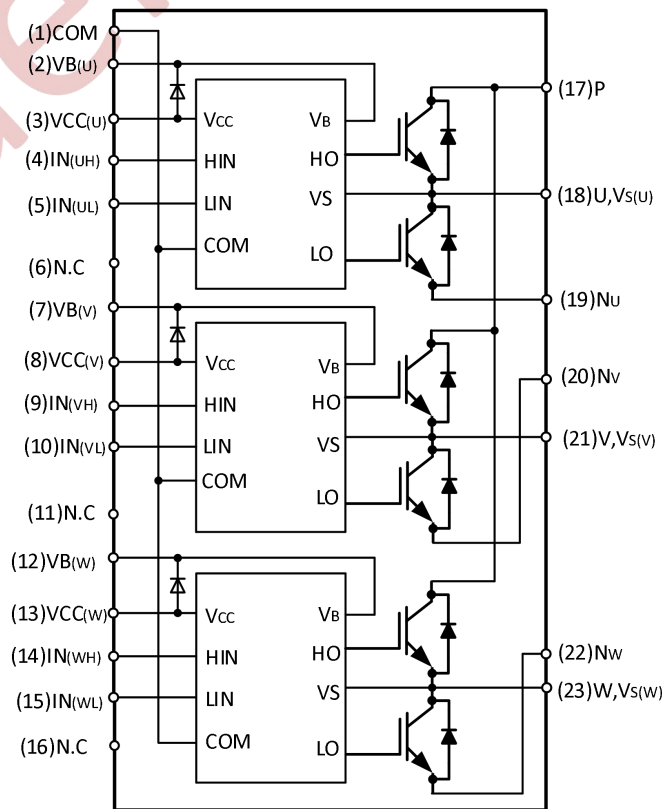 (1)COM
(2)VB(U)
(3)VCC(U)
(4)IN(UH)
(5)IN(UL)
(6)N.C
(7)VB(V)
(8)VCC(V)
(9)IN(VH)
(10)IN(VL)
(11)N.C
(12)VB(W)
(13)VCC(W)
(14)IN(WH)
(15)IN(WL)
(16)N.C
VCC
HIN
LIN
COM
VB
HO
VS
LO
VCC
HIN
LIN
COM
VB
HO
VS
LO
VCC
HIN
LIN
COM
VB
HO
VS
LO
(17)P
(18)U,VS(U)
(19)NU
(20)NV
(21)V,VS(V)
(22)NW
(23)W,VS(W)